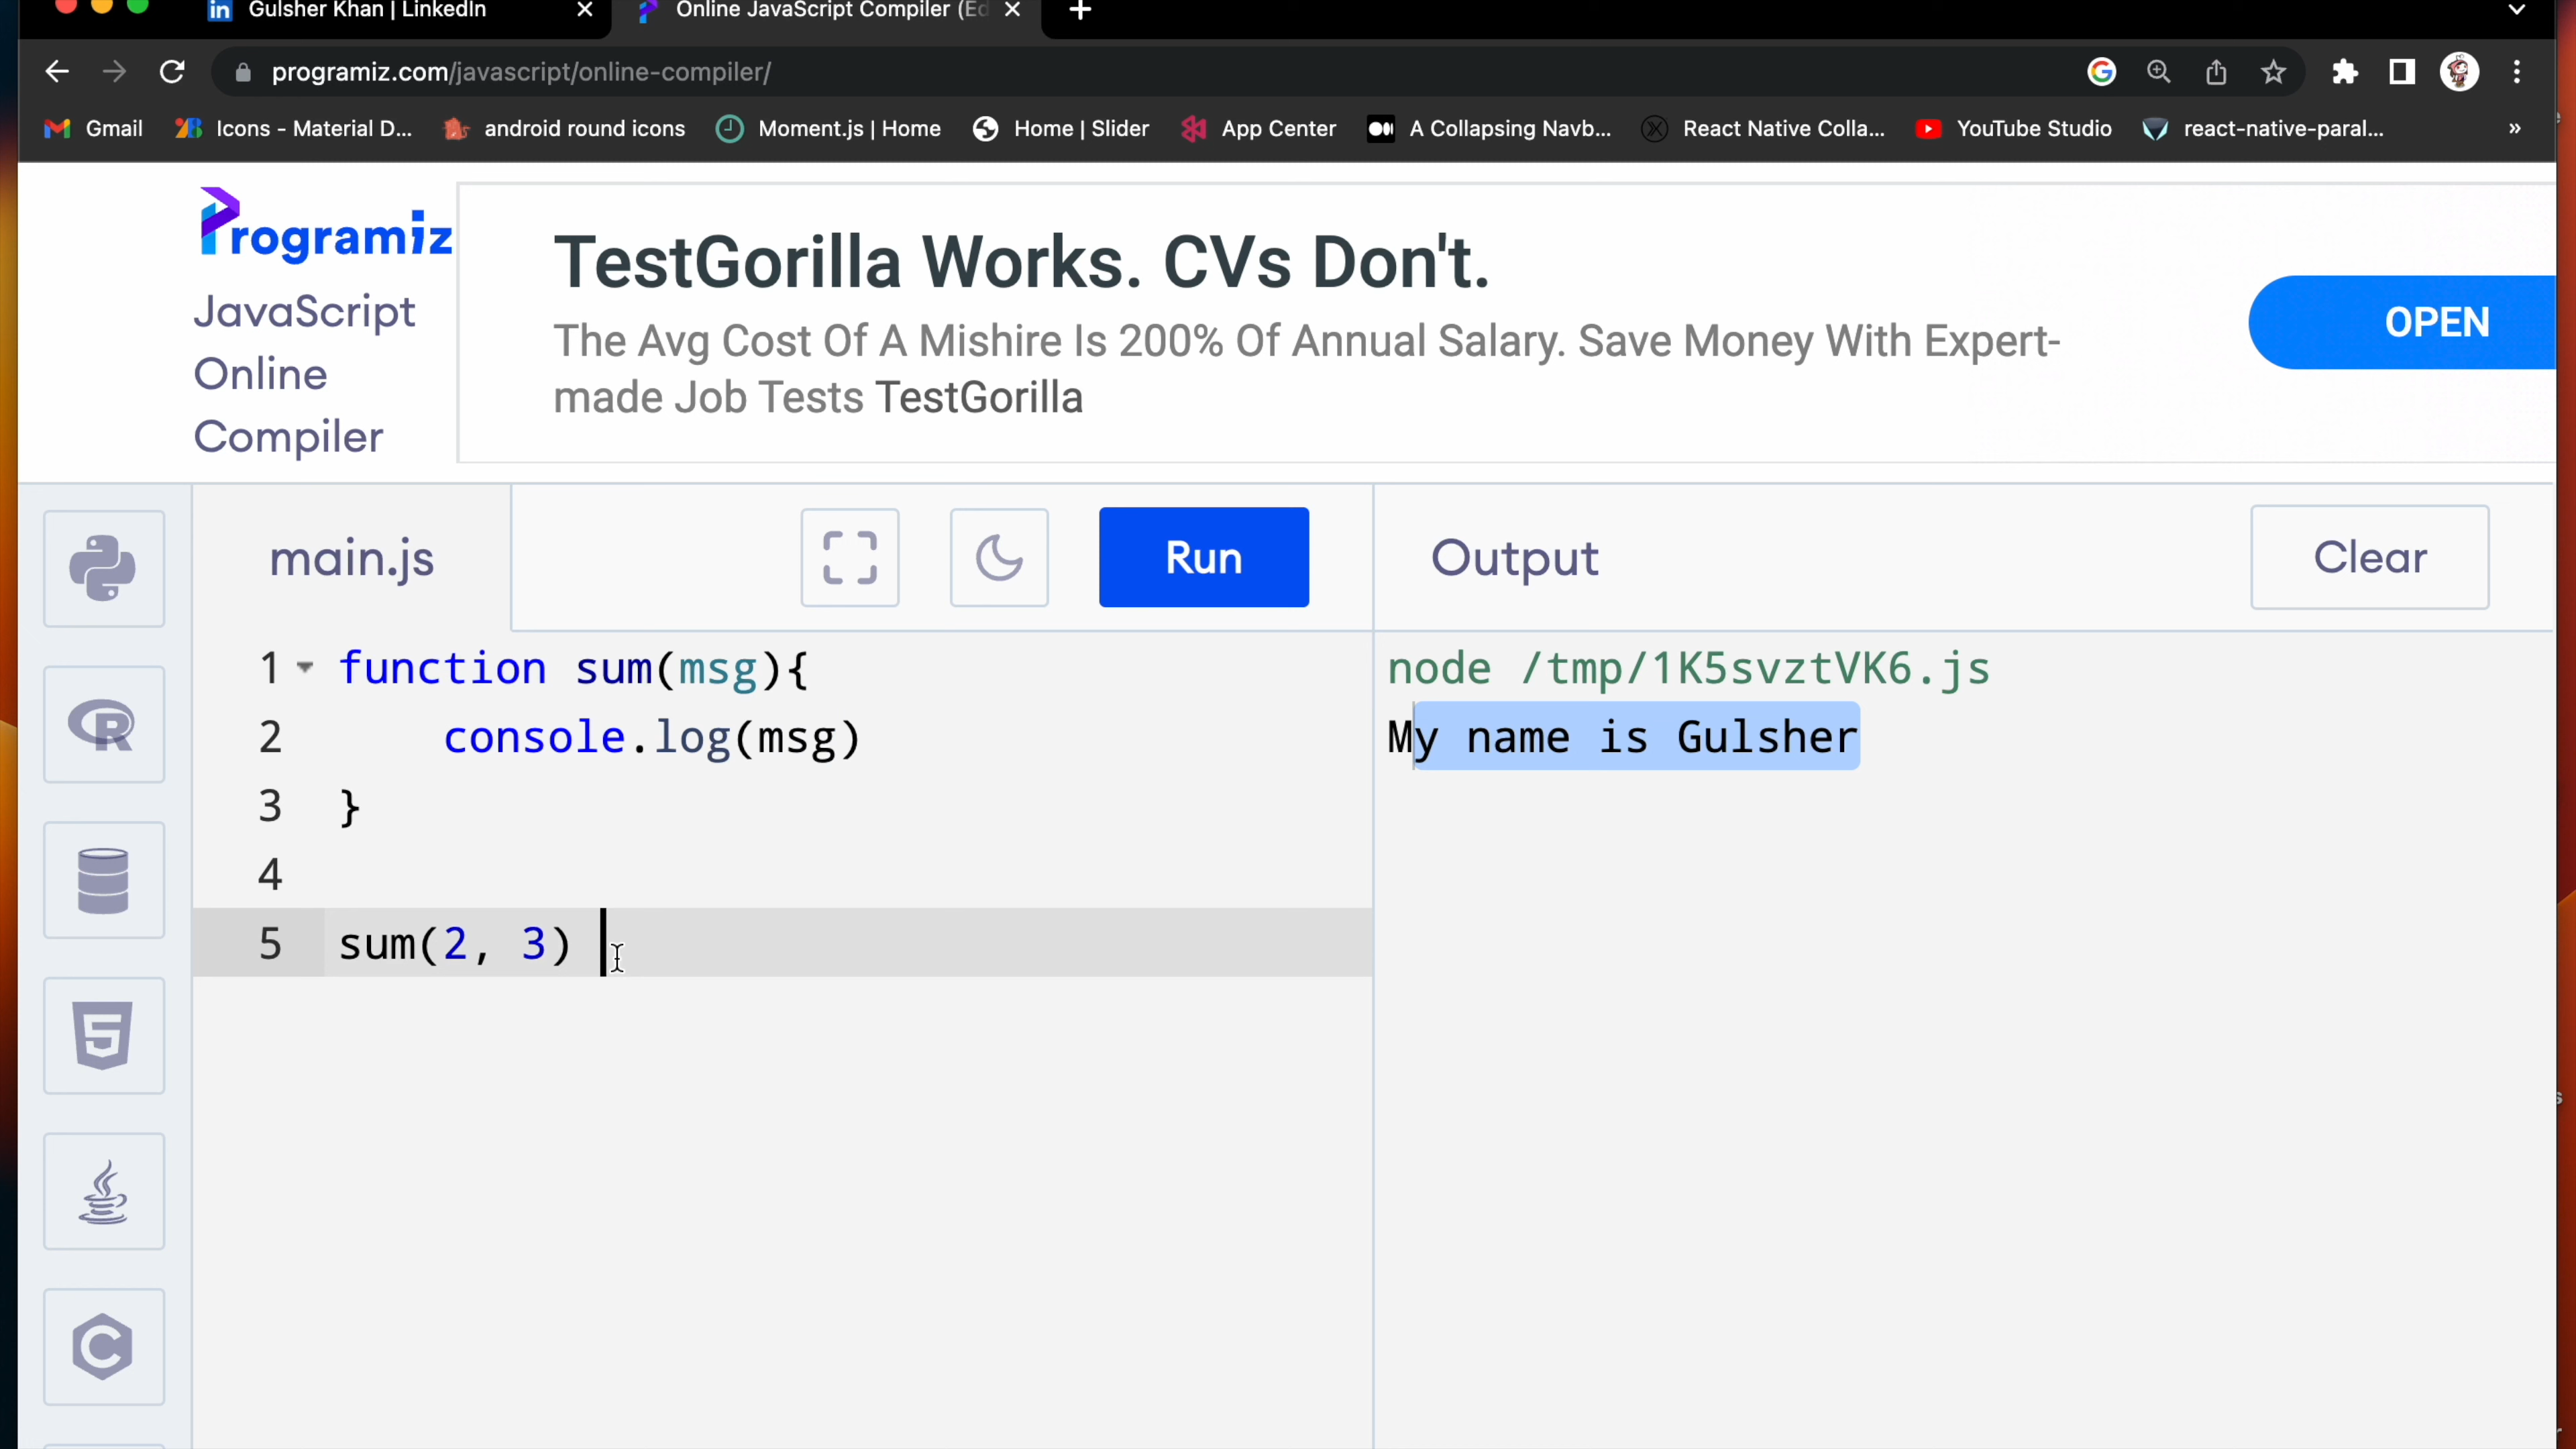 Gulsher Khan | LinkedIn
Online JavaScript Compiler (Ed
programiz.com/javascript/online-compiler/
Gmail
Icons - Material D...
android round icons
Moment.js | Home
Home | Slider
App Center
A Collapsing Navb...
React Native Colla...
YouTube Studio
react-native-paral...
»
Programiz
JavaScript
Online
Compiler
TestGorilla Works. CVs Don't.
The Avg Cost Of A Mishire Is 200% Of Annual Salary. Save Money With Expert-
made Job Tests TestGorilla
OPEN
main.js
Run
Output
Clear
1 function sum(msg){
2 console.log(msg)
3 }
4
5 sum(2, 3)
node /tmp/1K5svztVK6.js
My name is Gulsher